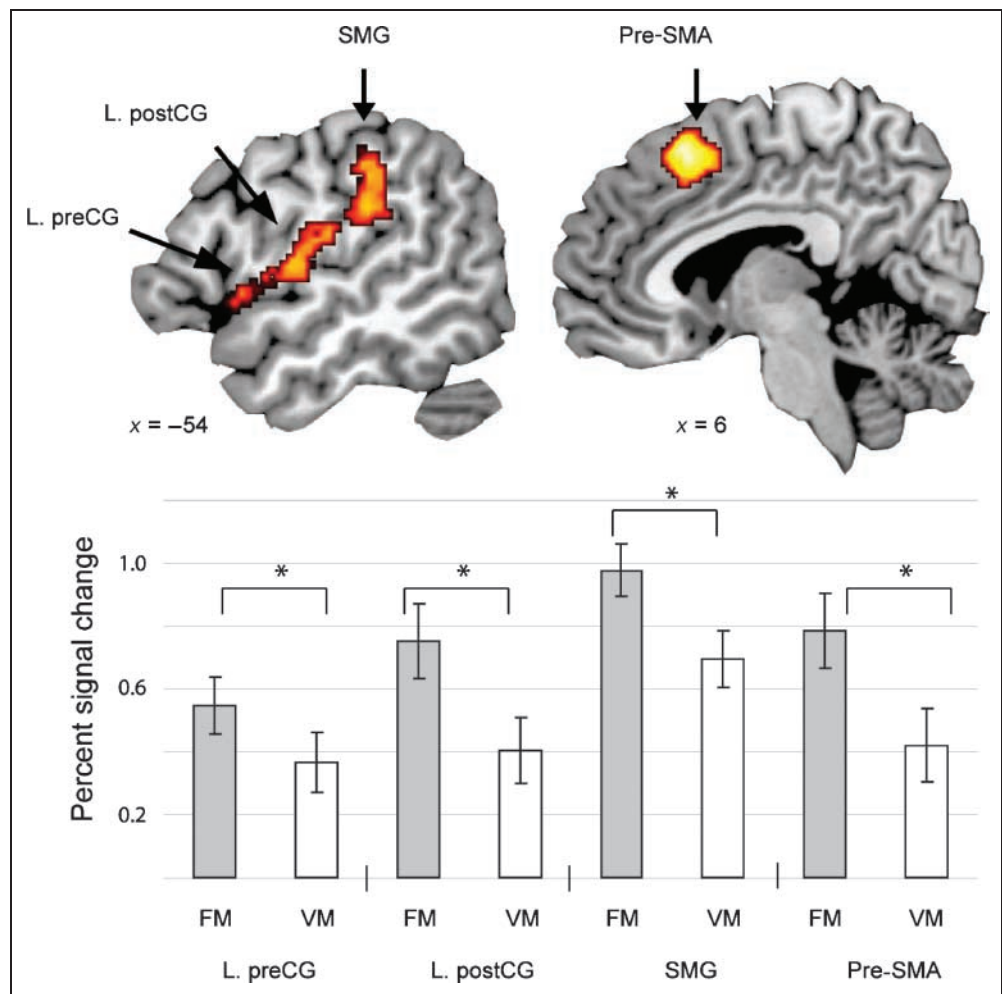 SMG
Pre-SMA
L. postCG
L. preCG
x = –54
x = 6
Percent signal change
1.0
0.6
0.2
*
*
*
*
FM VM FM VM FM VM FM VM
L. preCG L. postCG SMG Pre-SMA